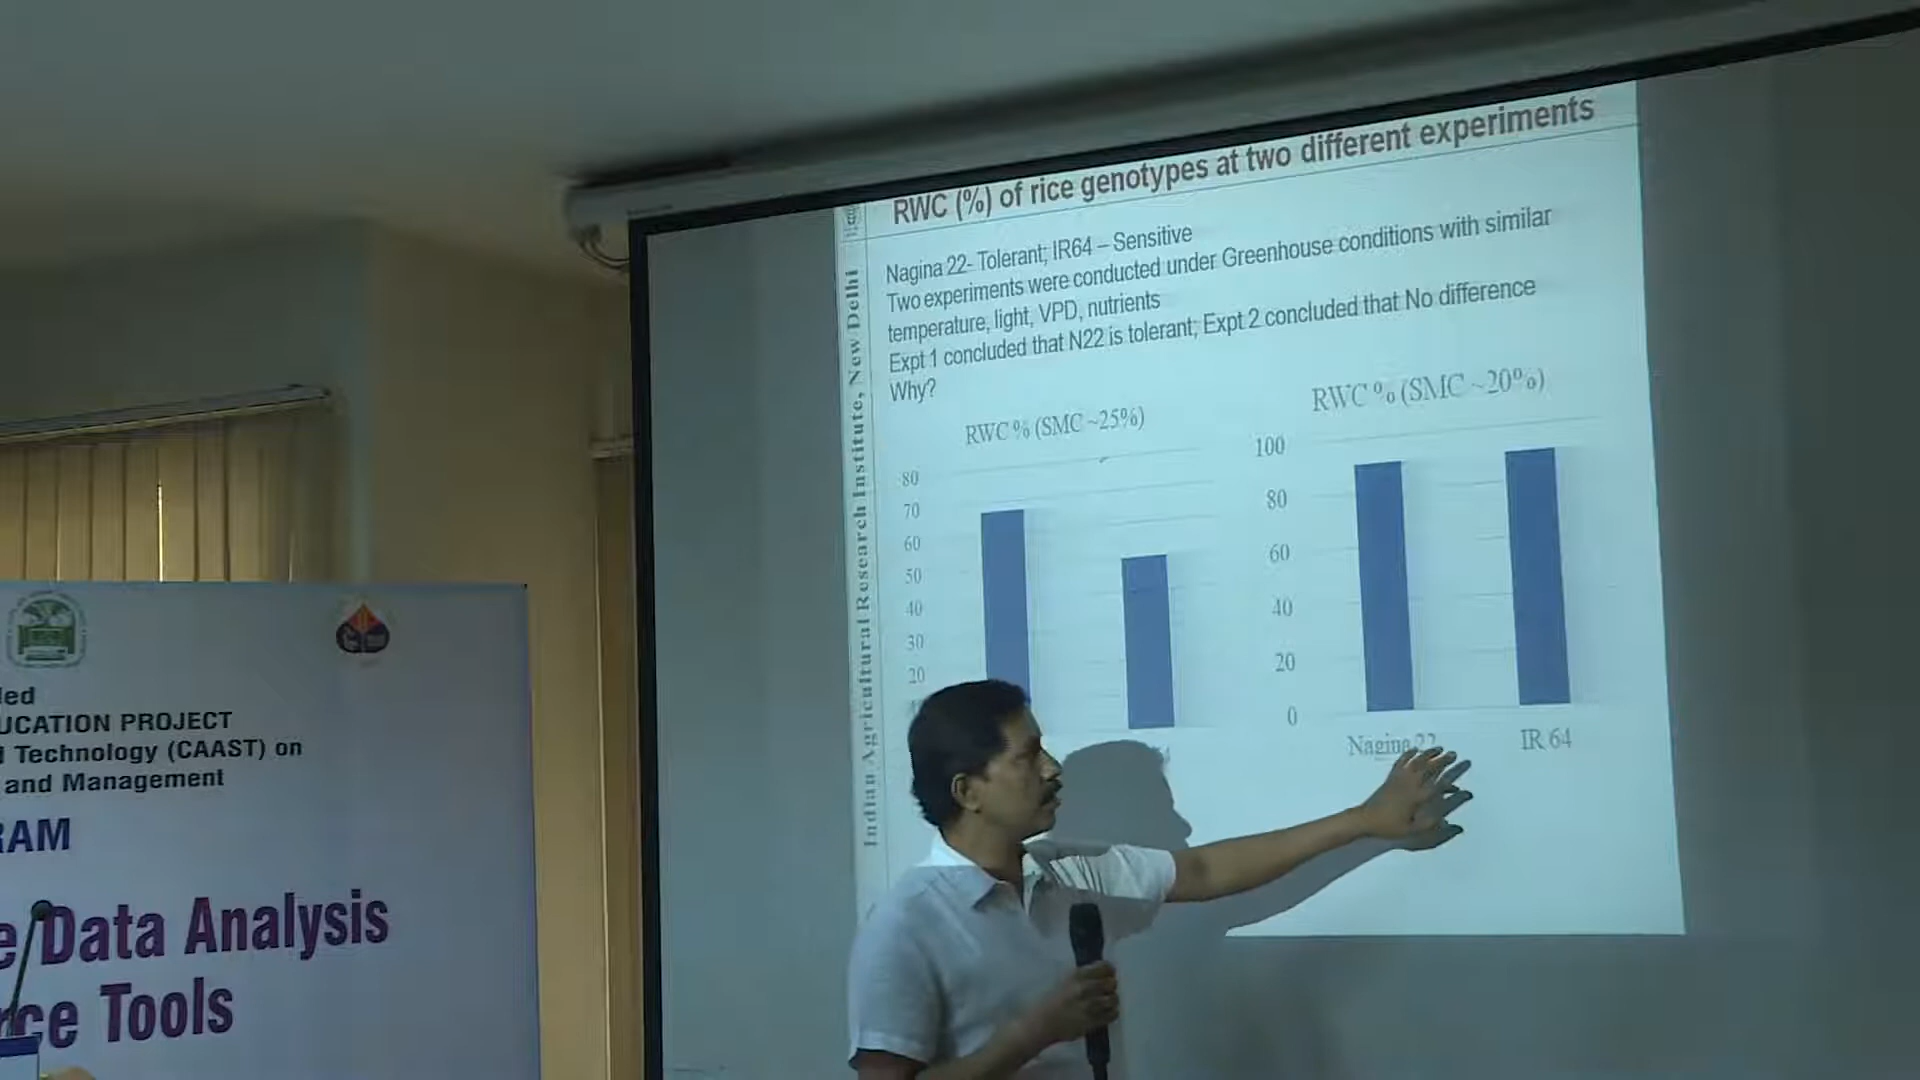 RWC (%) of rice genotypes at two different experiments
Nagina 22- Tolerant; IR64 – Sensitive
Two experiments were conducted under Greenhouse conditions with similar
temperature, light, VPD, nutrients
Expt 1 concluded that N22 is tolerant; Expt 2 concluded that No difference
Why?
Indian Agricultural Research Institute, New Delhi
RWC % (SMC ~25%)
80
70
60
50
40
30
20
RWC % (SMC ~20%)
100
80
60
40
20
0
Nagina 22
IR 64
led
UCATION PROJECT
l Technology (CAAST) on
and Management
RAM
e Data Analysis
rce Tools